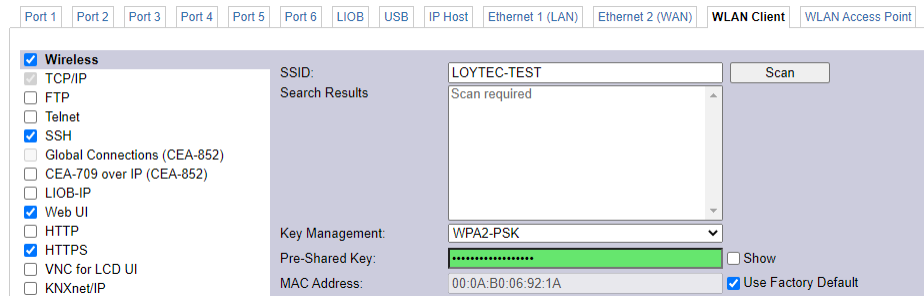 Port 1 Port 2 Port 3 Port 4 Port 5 Port 6 LIOB USB IP Host Ethernet 1 (LAN) Ethernet 2 (WAN) WLAN Client WLAN Access Point
Wireless
TCP/IP
FTP
Telnet
SSH
Global Connections (CEA-852)
CEA-709 over IP (CEA-852)
LIOB-IP
Web UI
HTTP
HTTPS
VNC for LCD UI
KNXnet/IP
SSID: LOYTEC-TEST Scan
Search Results Scan required
Key Management: WPA2-PSK
Pre-Shared Key: •••••••••••••••••• Show
MAC Address: 00:0A:B0:06:92:1A Use Factory Default